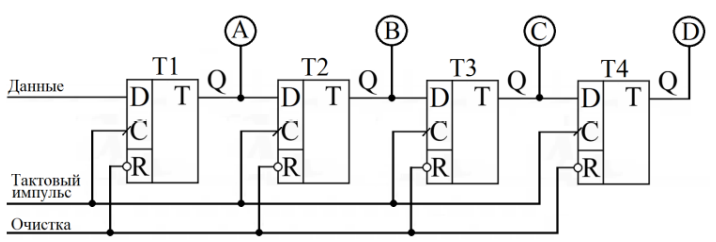 A B C D
T1 T2 T3 T4
Q Q Q Q
Данные
D T D T D T D T
C C C C
R R R R
Тактовый
импульс
Очистка